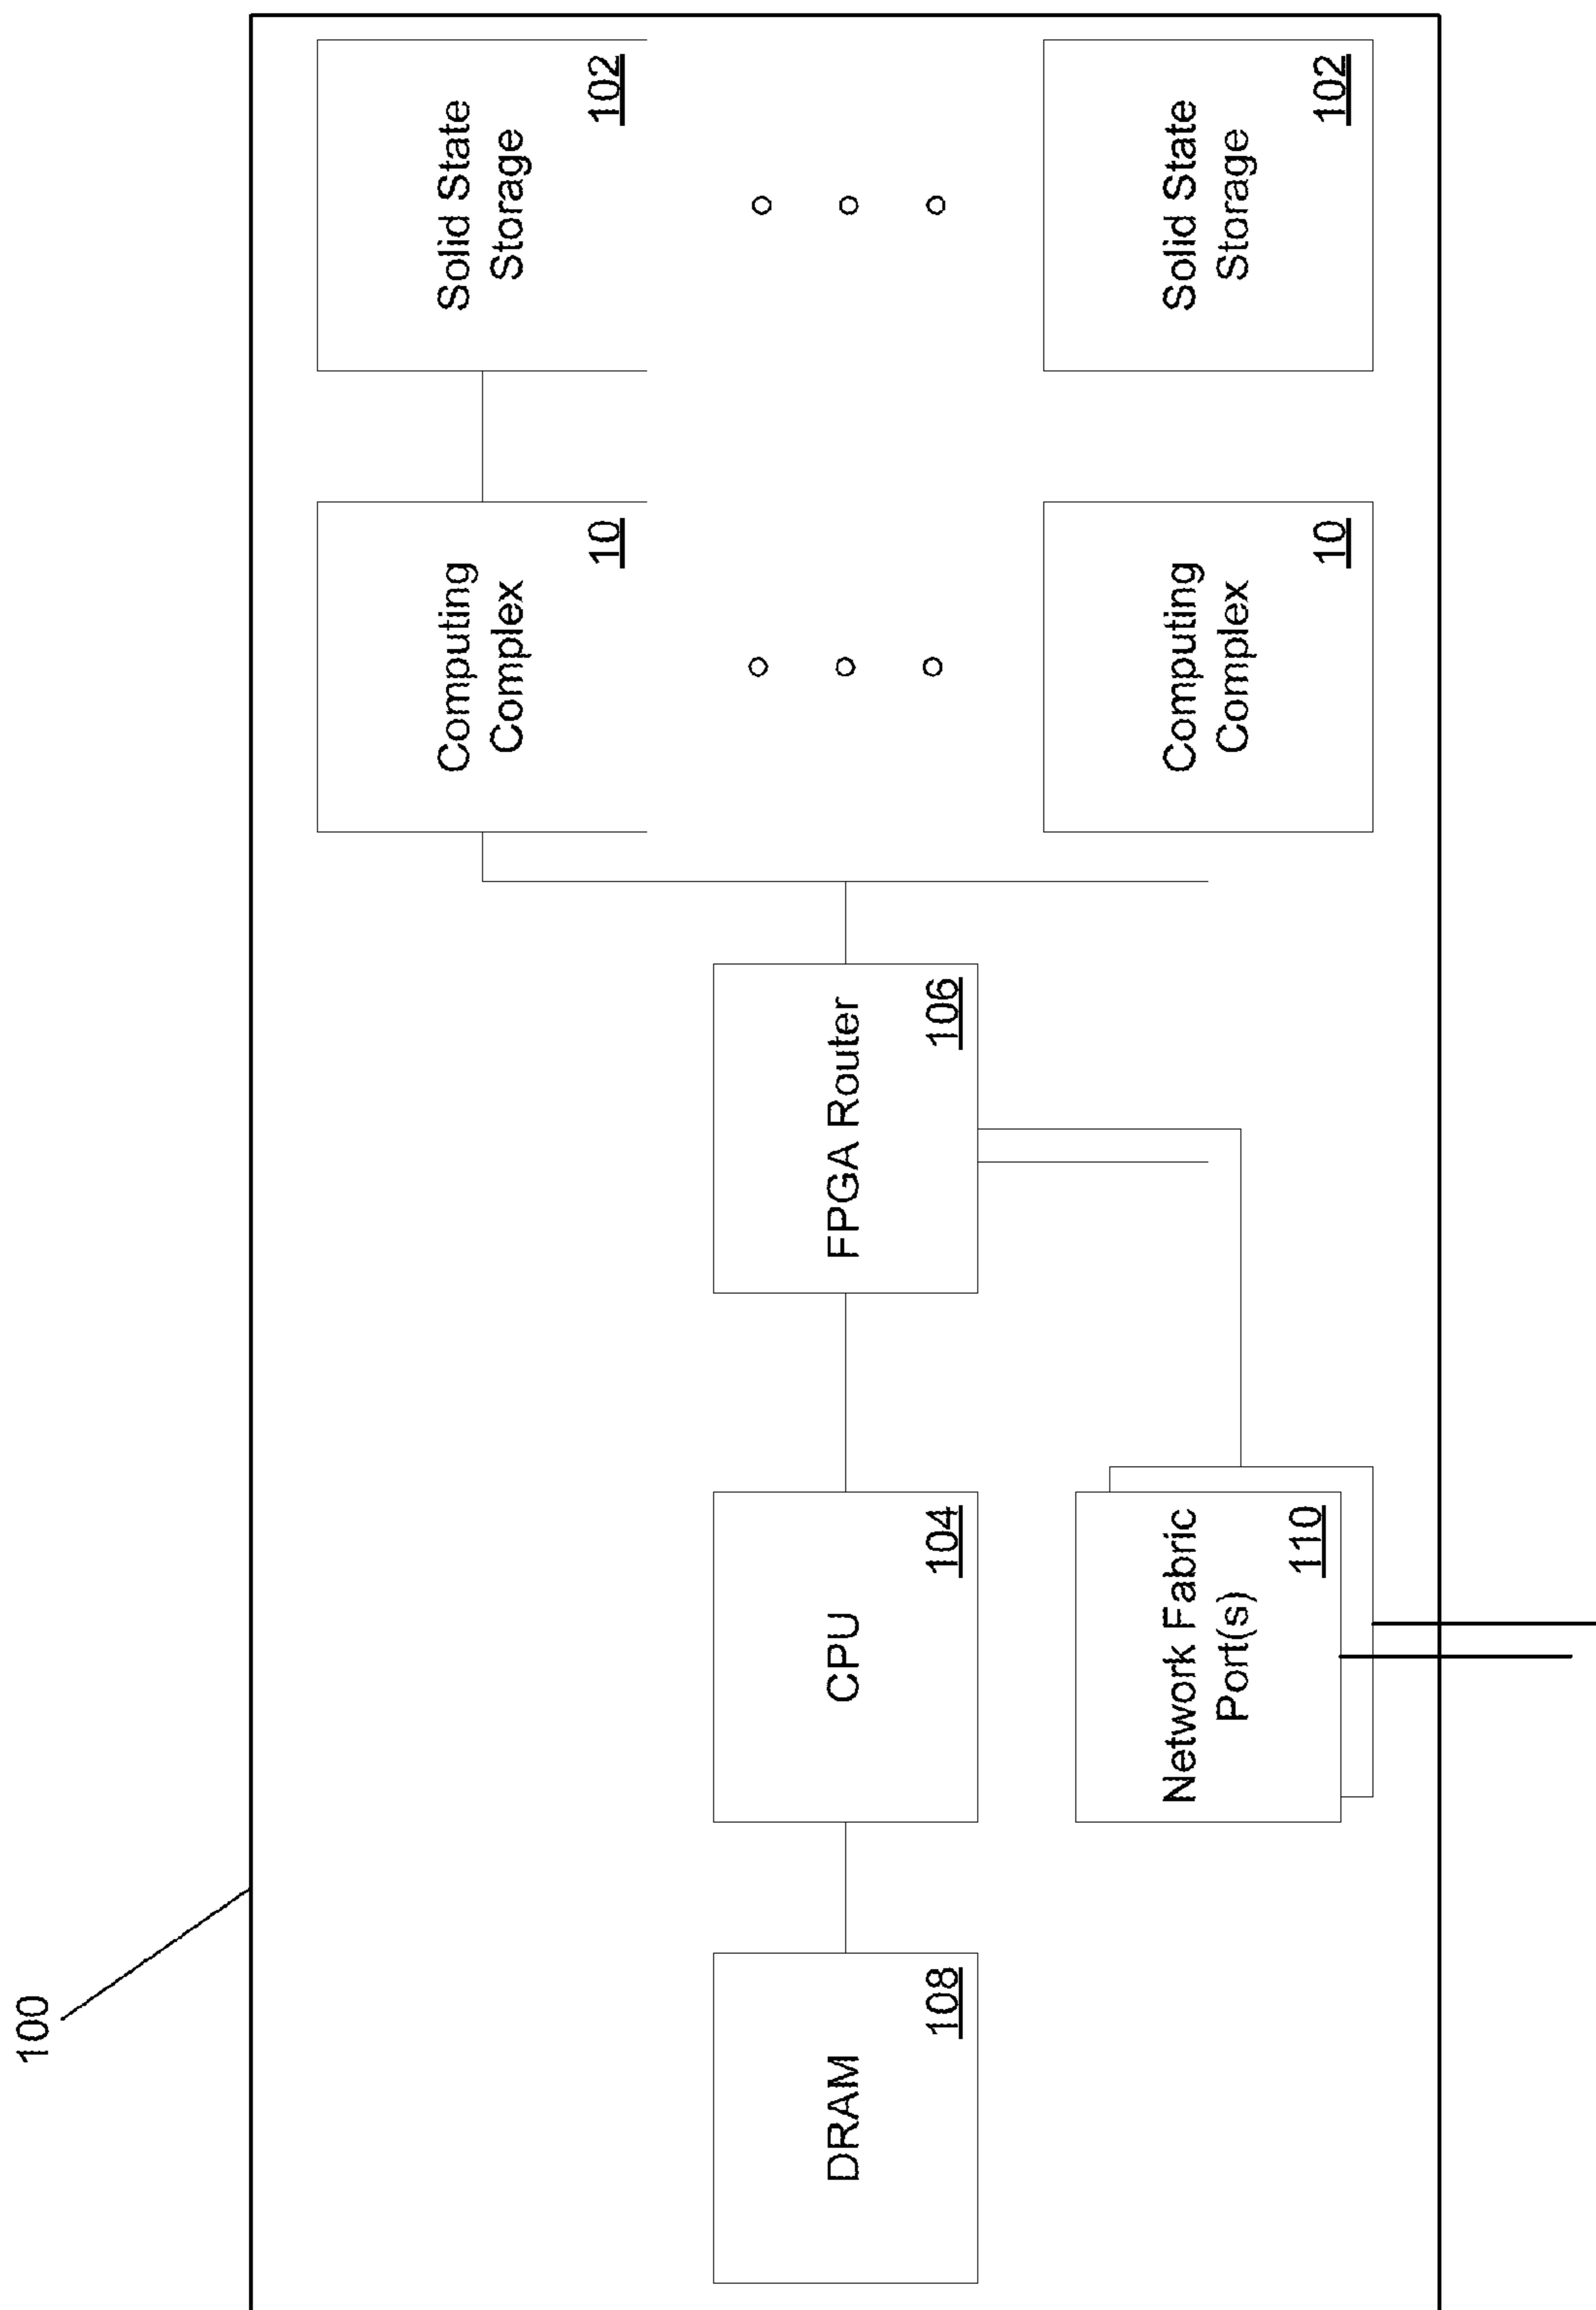 100
DRAM
108
CPU
104
FPGA Router
106
Computing
Complex
10
Solid State
Storage
102
Network Fabric
Port(s)
110
Computing
Complex
10
Solid State
Storage
102